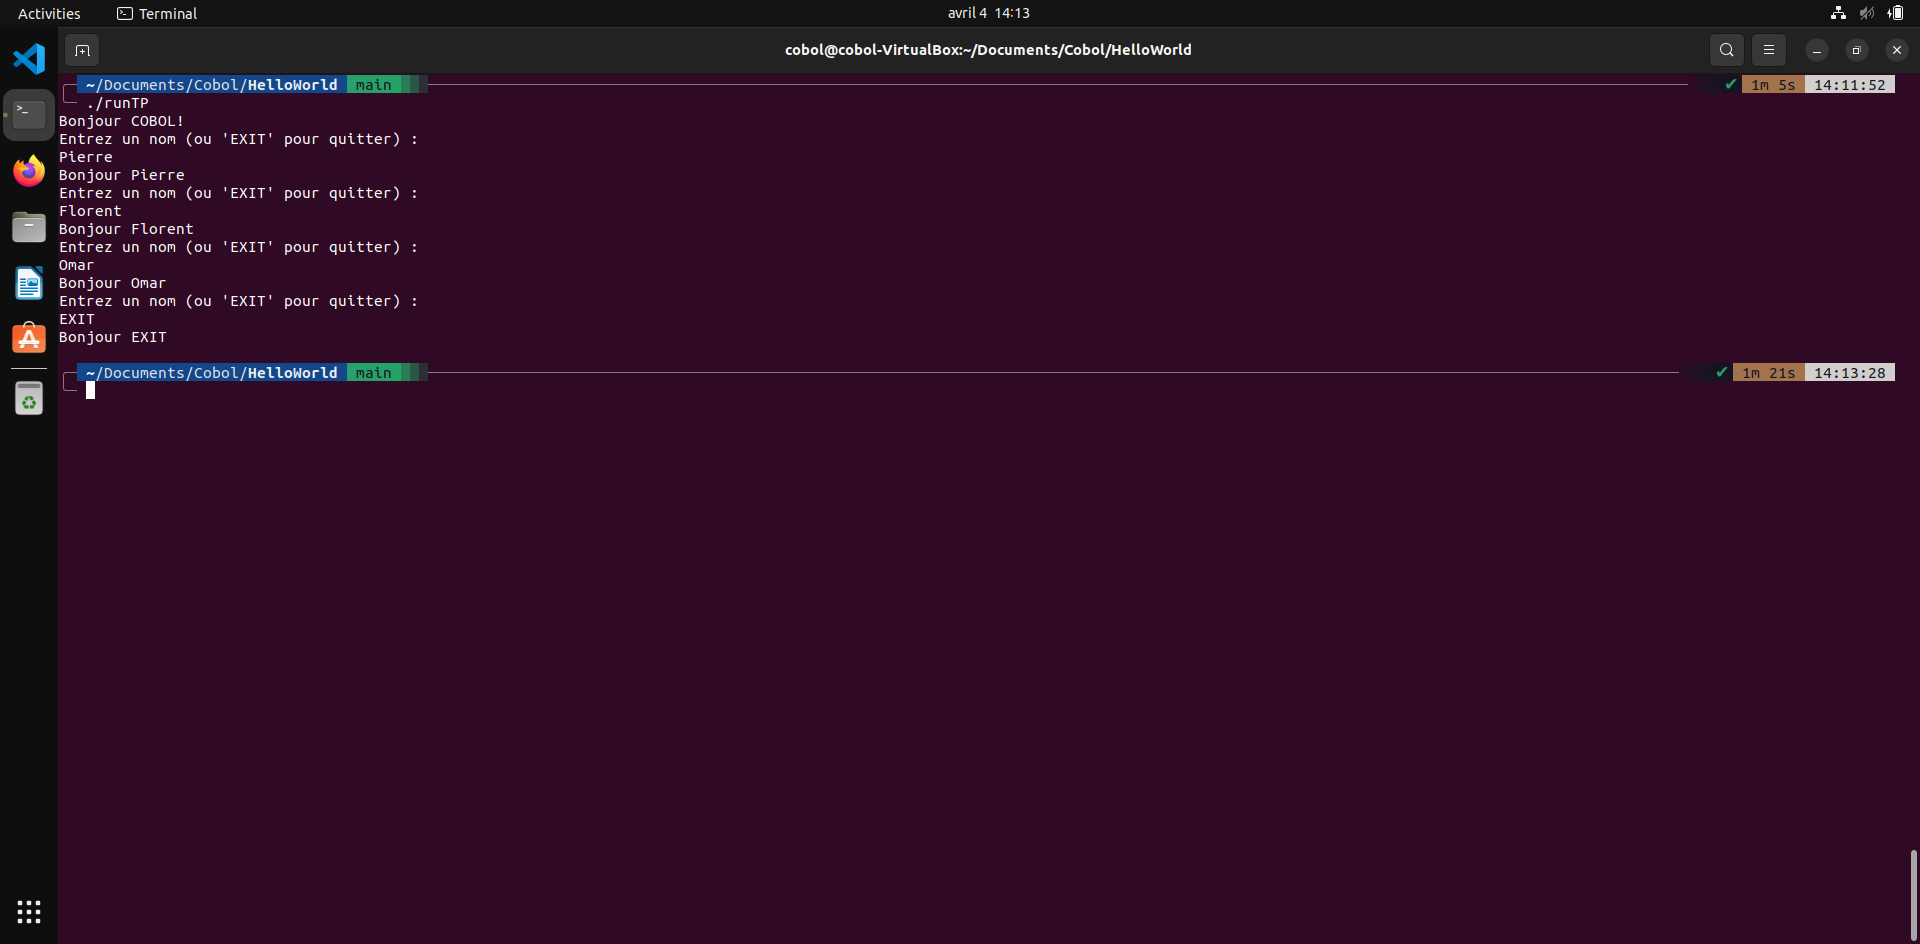 Activities Terminal avril 4 14:13
cobol@cobol-VirtualBox:~/Documents/Cobol/HelloWorld
~/Documents/Cobol/HelloWorld main ✔ 1m 5s 14:11:52
./runTP
Bonjour COBOL!
Entrez un nom (ou 'EXIT' pour quitter) :
Pierre
Bonjour Pierre
Entrez un nom (ou 'EXIT' pour quitter) :
Florent
Bonjour Florent
Entrez un nom (ou 'EXIT' pour quitter) :
Omar
Bonjour Omar
Entrez un nom (ou 'EXIT' pour quitter) :
EXIT
Bonjour EXIT
~/Documents/Cobol/HelloWorld main ✔ 1m 21s 14:13:28